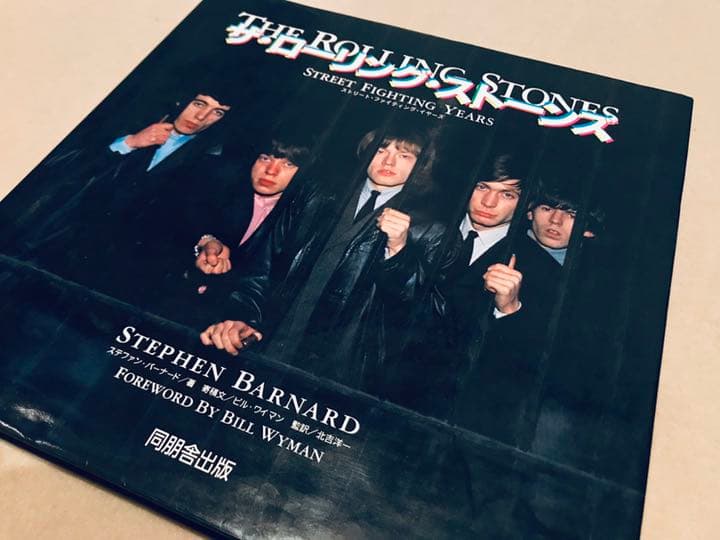 THE ROLLING STONES
ザ・ローリング・ストーンズ
STREET FIGHTING YEARS
ストリート・ファイティング・イヤーズ
STEPHEN BARNARD
ステファン・バーナード/著 寄稿文/ビル・ワイマン 監訳/北吉洋一
FOREWORD BY BILL WYMAN
同朋舎出版